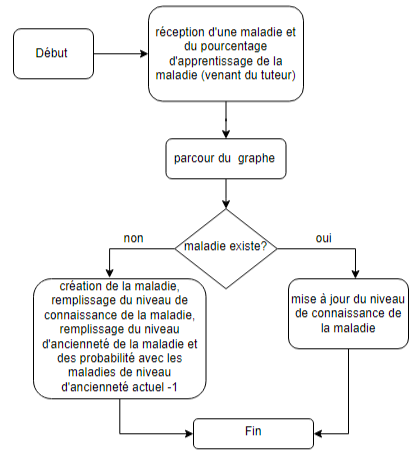 Début
réception d'une maladie et
du pourcentage
d'apprentissage de la
maladie (venant du tuteur)
parcour du graphe
maladie existe?
non
oui
création de la maladie,
remplissage du niveau de
connaissance de la maladie,
remplissage du niveau
d'ancienneté de la maladie et
des probabilité avec les
maladies de niveau
d'ancienneté actuel -1
mise à jour du niveau
de connaissance de
la maladie
Fin